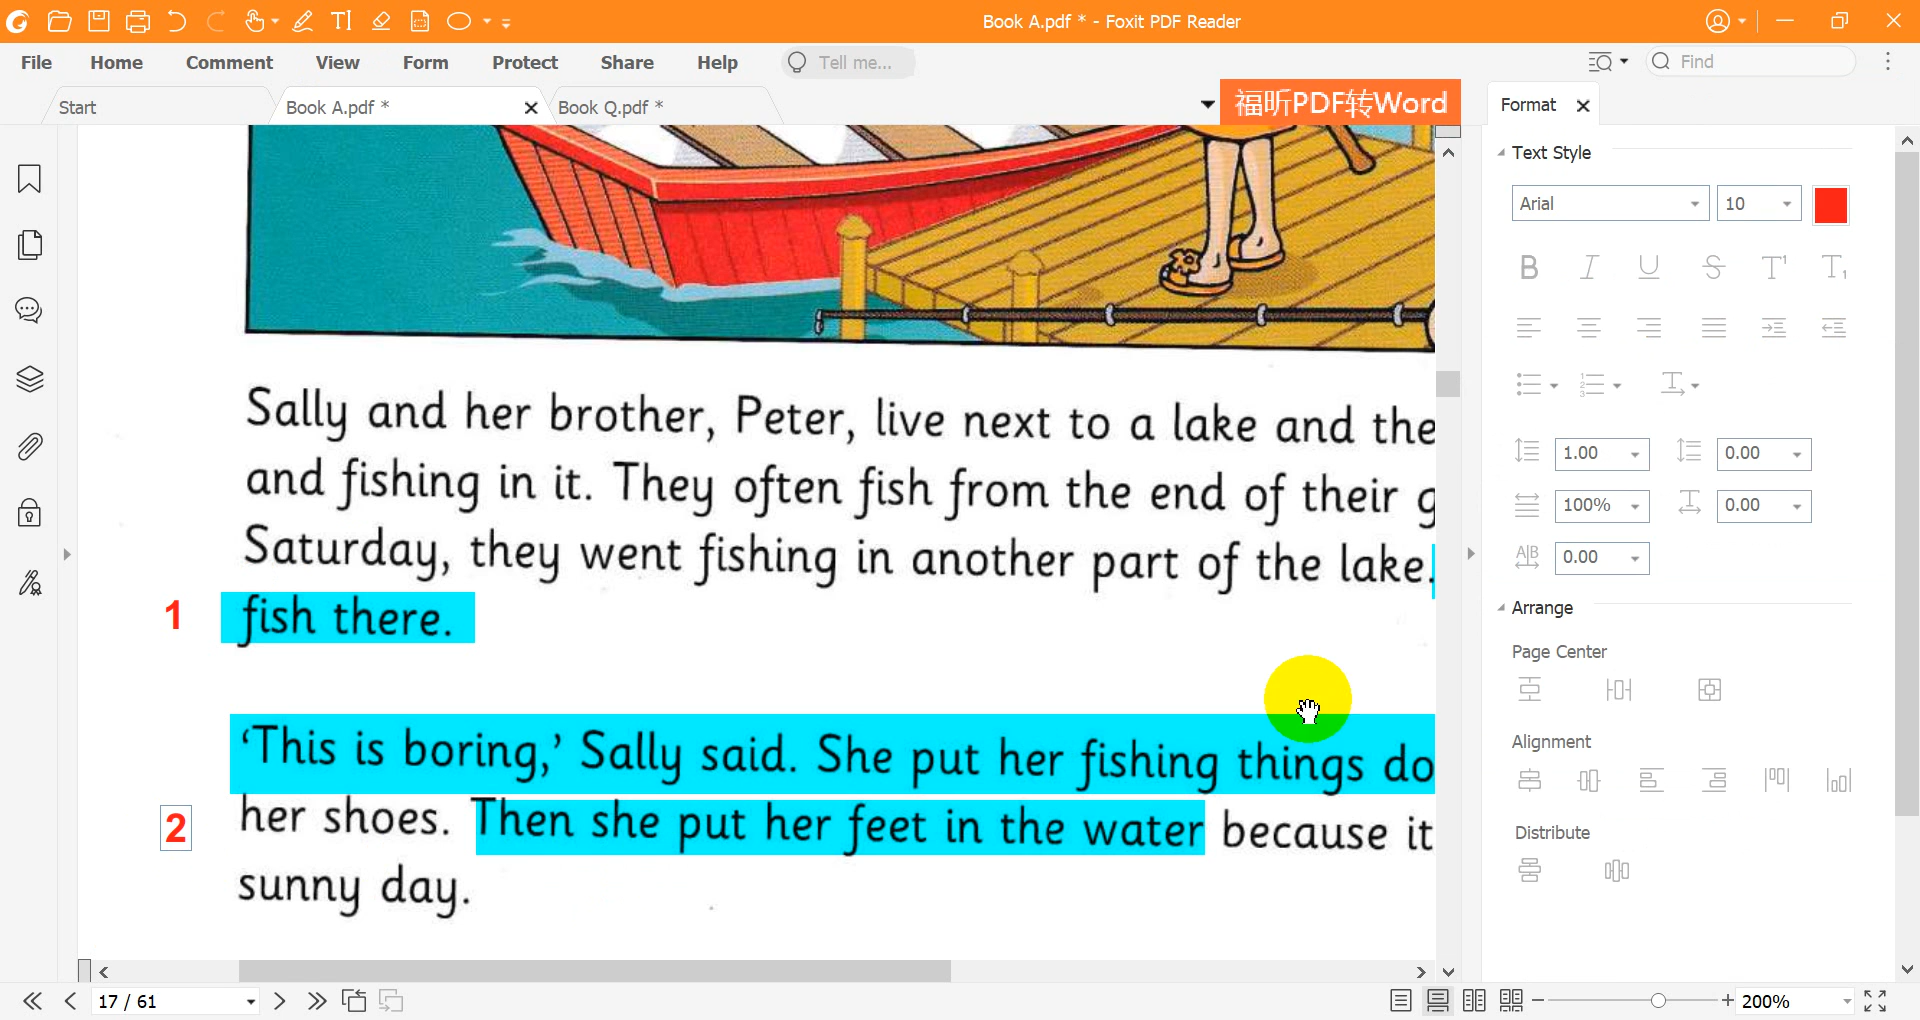 Book A.pdf * - Foxit PDF Reader
File Home Comment View Form Protect Share Help Tell me... Find
Start Book A.pdf * Book Q.pdf * 福昕PDF转Word Format
Text Style
Arial 10
1.00 0.00
100% 0.00
0.00
Arrange
Page Center
Alignment
Distribute
Sally and her brother, Peter, live next to a lake and the
and fishing in it. They often fish from the end of their g
Saturday, they went fishing in another part of the lake.
1 fish there.
‘This is boring,’ Sally said. She put her fishing things do
2 her shoes. Then she put her feet in the water because it
sunny day.
17 / 61 200%